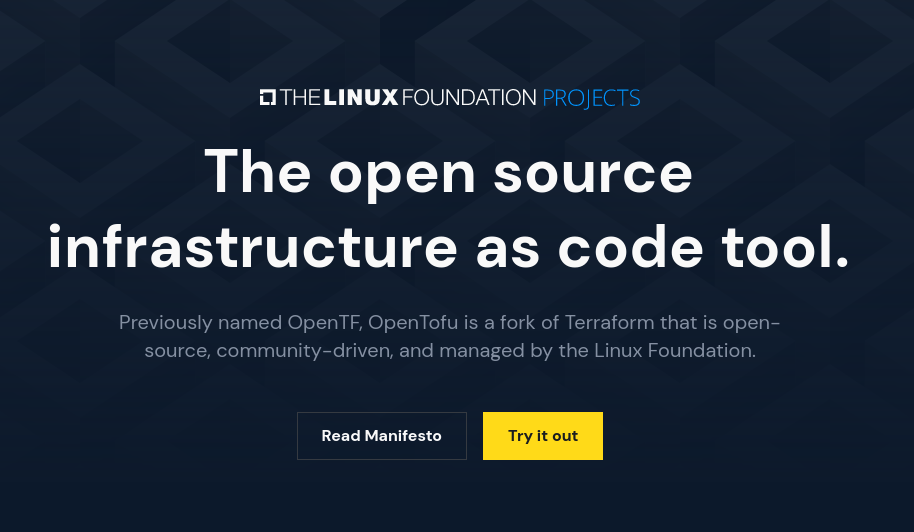 THE LINUX FOUNDATION PROJECTS
The open source
infrastructure as code tool.
Previously named OpenTF, OpenTofu is a fork of Terraform that is open-
source, community-driven, and managed by the Linux Foundation.
Read Manifesto
Try it out